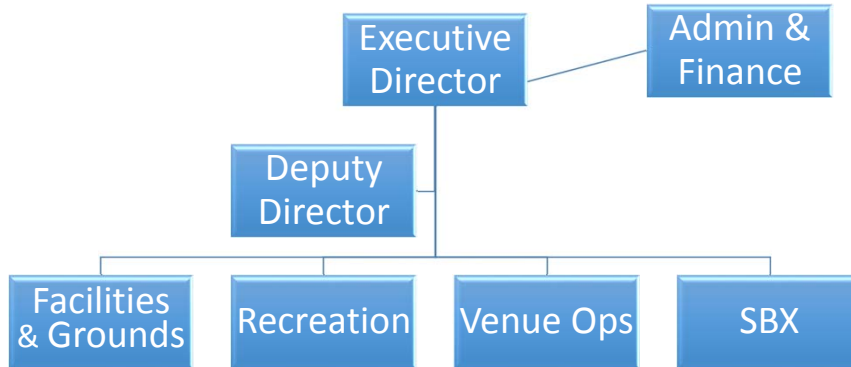 Executive
Director
Admin &
Finance
Deputy
Director
Facilities
& Grounds
Recreation
Venue Ops
SBX